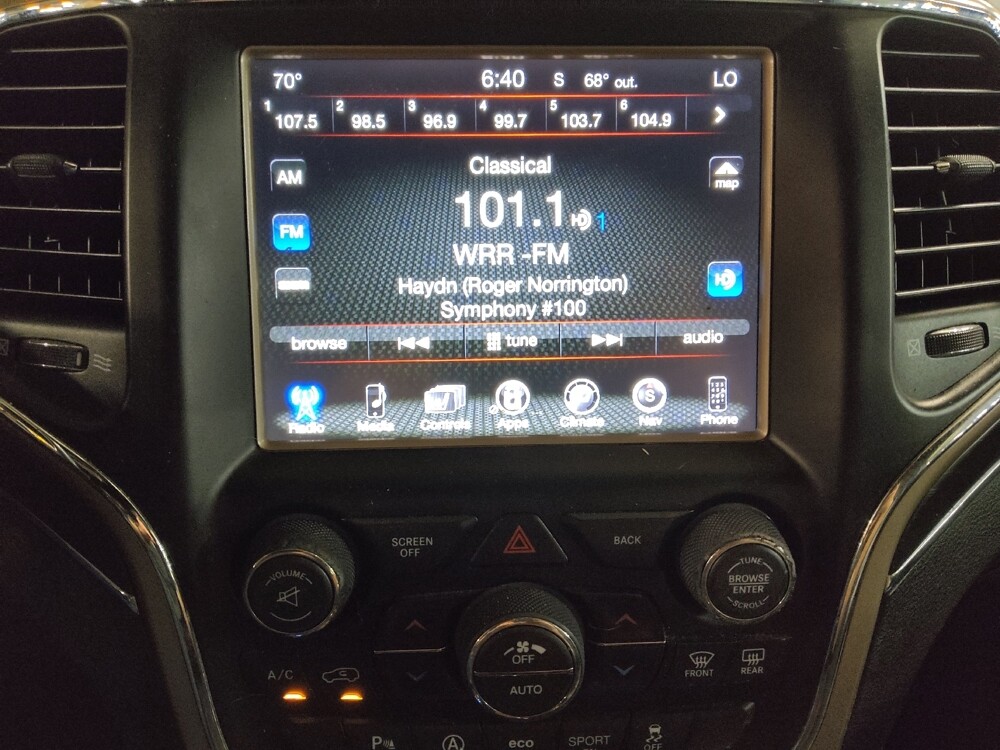 70° 6:40 S 68° out. LO
1 107.5 2 98.5 3 96.9 4 99.7 5 103.7 6 104.9
Classical
AM
map
101.1 HD 1
FM
WRR -FM
HD
Haydn (Roger Norrington)
Symphony #100
browse tune audio
Radio Media Controls Apps Climate S Nav Phone
SCREEN
OFF
BACK
VOLUME
TUNE
BROWSE
ENTER
SCROLL
OFF
AUTO
A/C
FRONT
REAR
P A eco SPORT
OFF